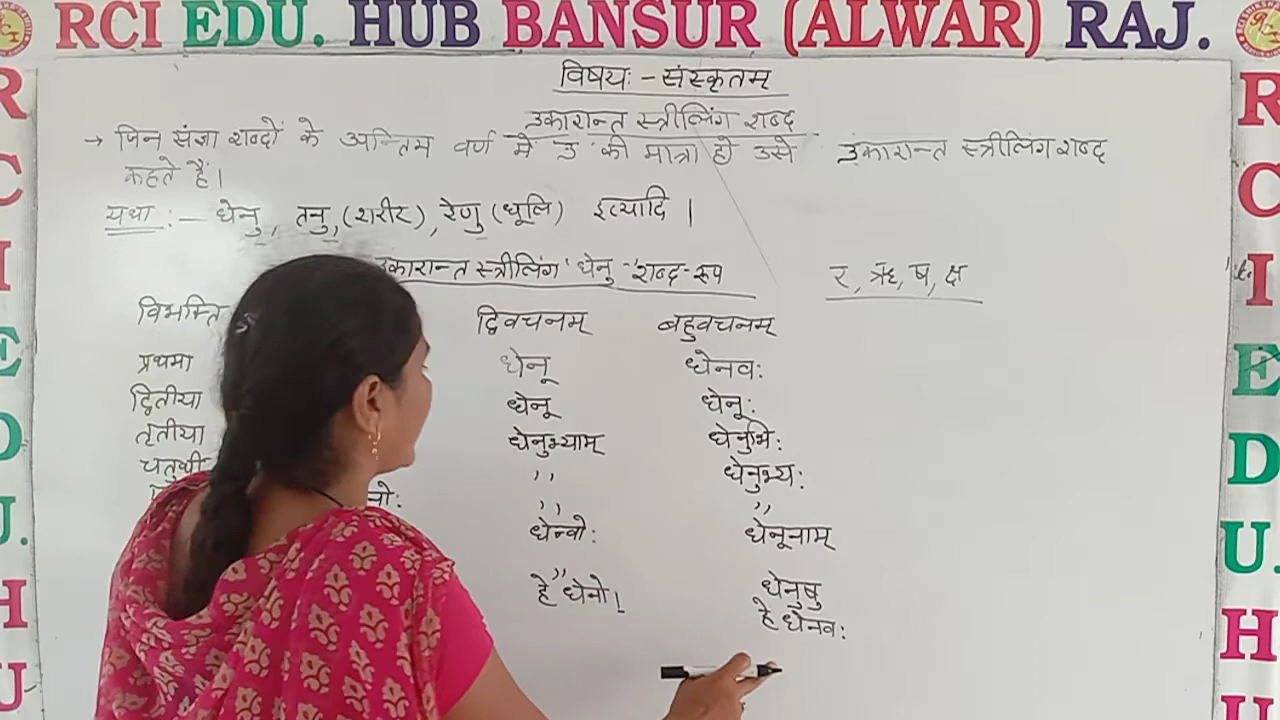 RCI EDU. HUB BANSUR (ALWAR) RAJ.
विषयः - संस्कृतम्
उकारान्त स्त्रीलिंग शब्द
→ जिन संज्ञा शब्दों के अन्तिम वर्ण में उ की मात्रा हो उसे उकारान्त स्त्रीलिंग शब्द
कहते हैं।
यथा :- धेनु, तनु, (शरीर), रेणु (धूलि) इत्यादि।
उकारान्त स्त्रीलिंग 'धेनु' शब्द-रूप र, ऋ, ष, क्ष
विभक्ति द्विवचनम् बहुवचनम्
प्रथमा धेनू धेनवः
द्वितीया धेनू धेनूः
तृतीया धेनुभ्याम् धेनुभिः
चतुर्थी ,, धेनुभ्यः
नोः ,, ,,
धेन्वोः धेनूनाम्
,, धेनुषु
हे धेनो! हे धेनवः
R C I E D U. H U
R C I E D U. H U